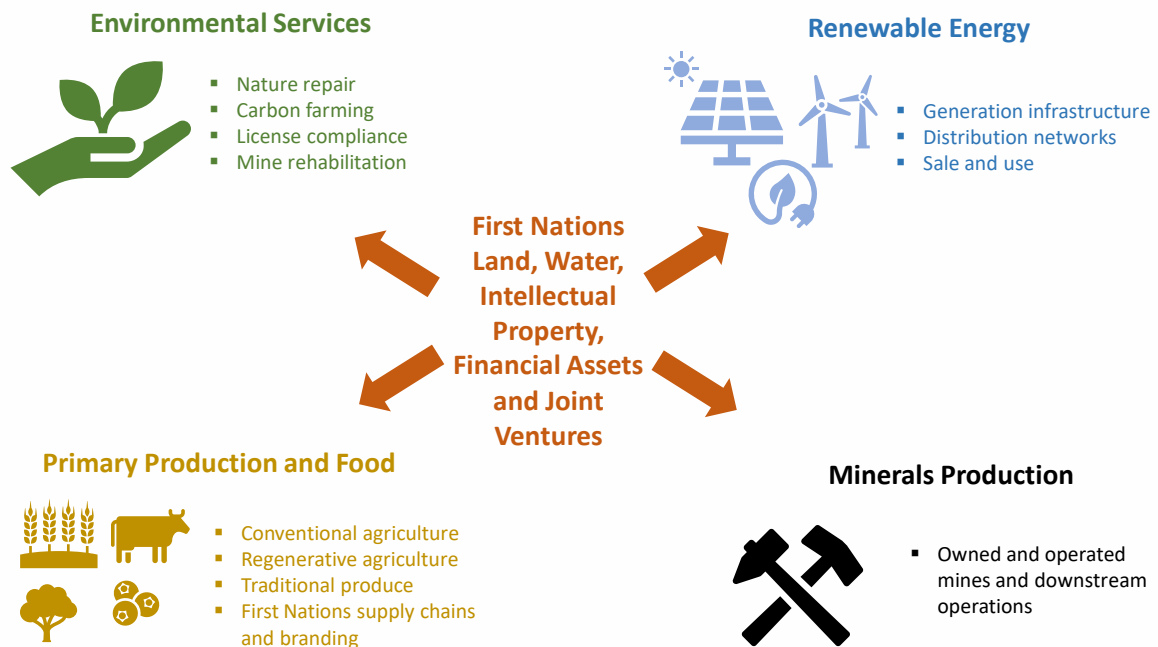 Environmental Services
▪ Nature repair
▪ Carbon farming
▪ License compliance
▪ Mine rehabilitation
Renewable Energy
▪ Generation infrastructure
▪ Distribution networks
▪ Sale and use
First Nations
Land, Water,
Intellectual
Property,
Financial Assets
and Joint
Ventures
Primary Production and Food
▪ Conventional agriculture
▪ Regenerative agriculture
▪ Traditional produce
▪ First Nations supply chains
and branding
Minerals Production
▪ Owned and operated
mines and downstream
operations